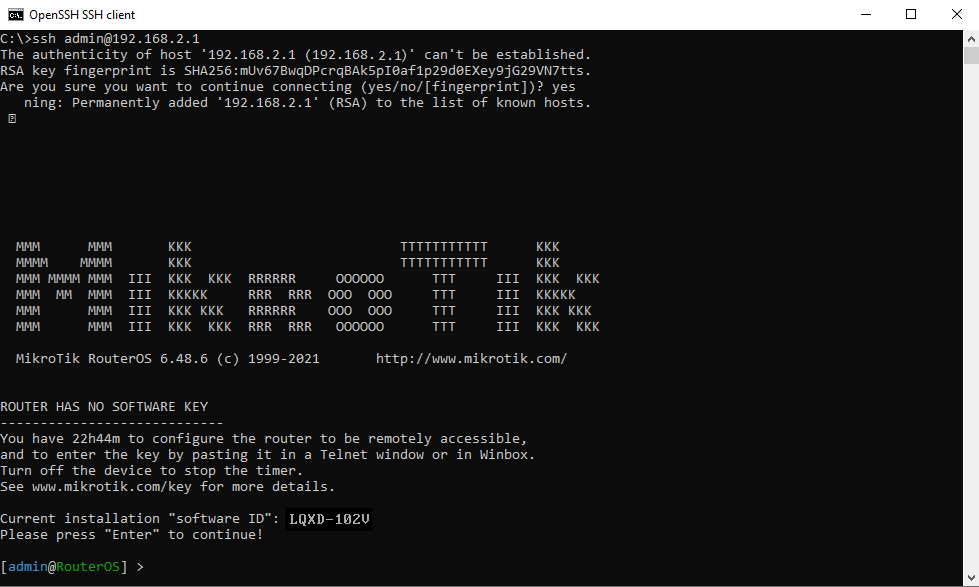 OpenSSH SSH client
C:\>ssh admin@192.168.2.1
The authenticity of host '192.168.2.1 (192.168.2.1)' can't be established.
RSA key fingerprint is SHA256:mUv67BwqDPcrqBAk5pI0af1p29d0EXey9jG29VN7tts.
Are you sure you want to continue connecting (yes/no/[fingerprint])? yes
ning: Permanently added '192.168.2.1' (RSA) to the list of known hosts.
MMM      MMM       KKK                          TTTTTTTTTTT      KKK
MMMM    MMMM       KKK                          TTTTTTTTTTT      KKK
MMM MMMM MMM  III  KKK  KKK  RRRRRR     OOOOOO      TTT     III  KKK  KKK
MMM  MM  MMM  III  KKKKK     RRR  RRR  OOO  OOO     TTT     III  KKKKK
MMM      MMM  III  KKK KKK   RRRRRR    OOO  OOO     TTT     III  KKK KKK
MMM      MMM  III  KKK  KKK  RRR  RRR   OOOOOO      TTT     III  KKK  KKK
MikroTik RouterOS 6.48.6 (c) 1999-2021       http://www.mikrotik.com/
ROUTER HAS NO SOFTWARE KEY
----------------------------
You have 22h44m to configure the router to be remotely accessible,
and to enter the key by pasting it in a Telnet window or in Winbox.
Turn off the device to stop the timer.
See www.mikrotik.com/key for more details.
Current installation "software ID": LQXD-102V
Please press "Enter" to continue!
[admin@RouterOS] >